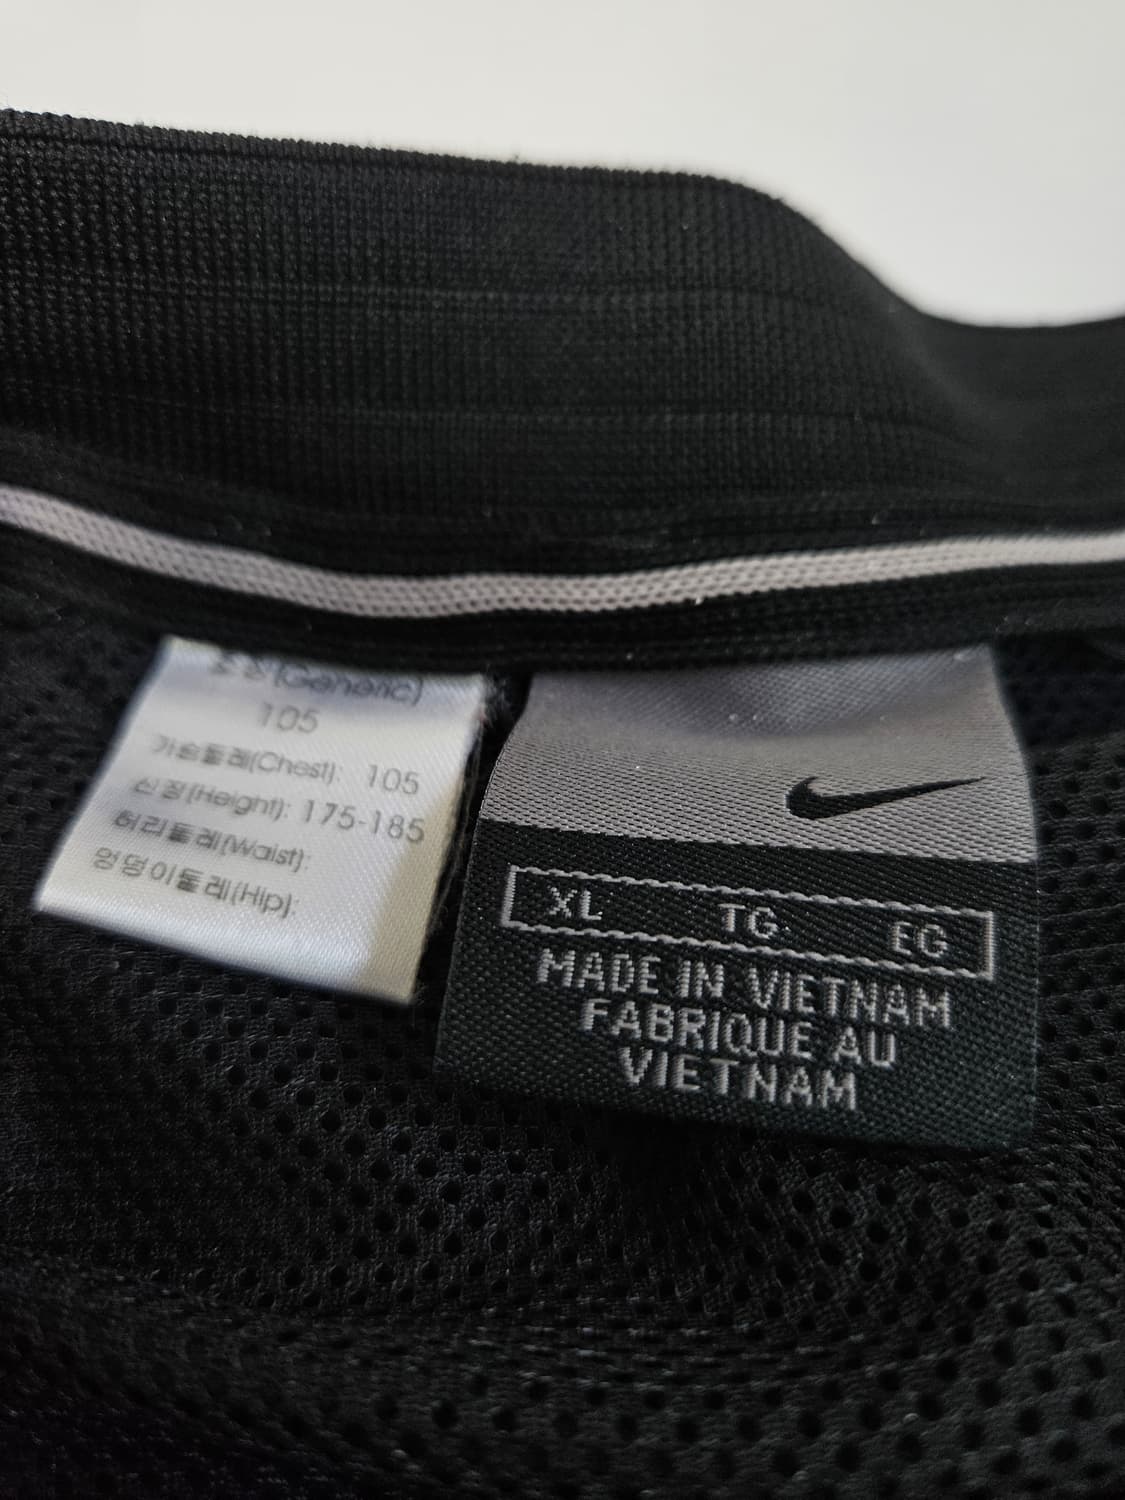 (Generic)
105
가슴둘레(Chest): 105
신장(Height): 175-185
허리둘레(Waist):
엉덩이둘레(Hip):
XL TG EG
MADE IN VIETNAM
FABRIQUE AU
VIETNAM